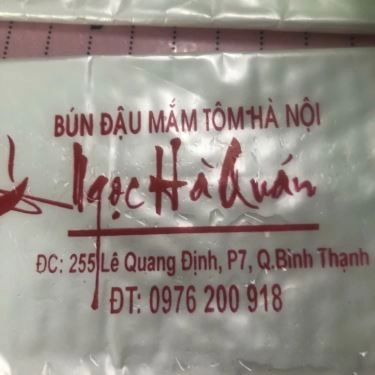 BÚN ĐẬU MẮM TÔM HÀ NỘI
Ngọc Hà Quán
ĐC: 255 Lê Quang Định, P7, Q.Bình Thạnh
ĐT: 0976 200 918